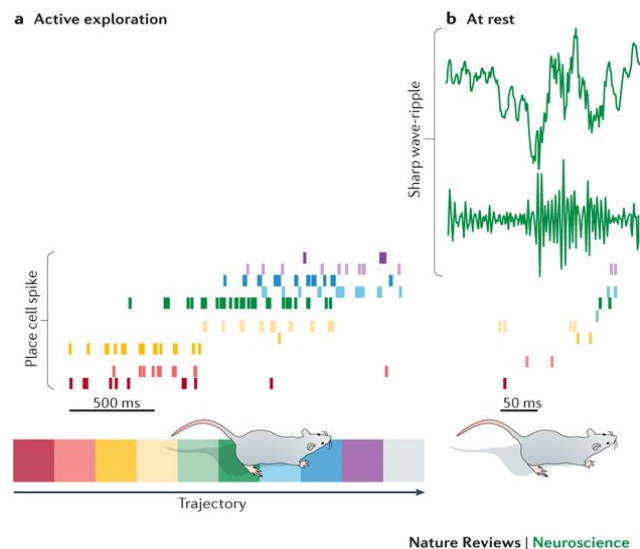 a Active exploration
b At rest
Sharp wave-ripple
Place cell spike
500 ms
50 ms
Trajectory
Nature Reviews | Neuroscience